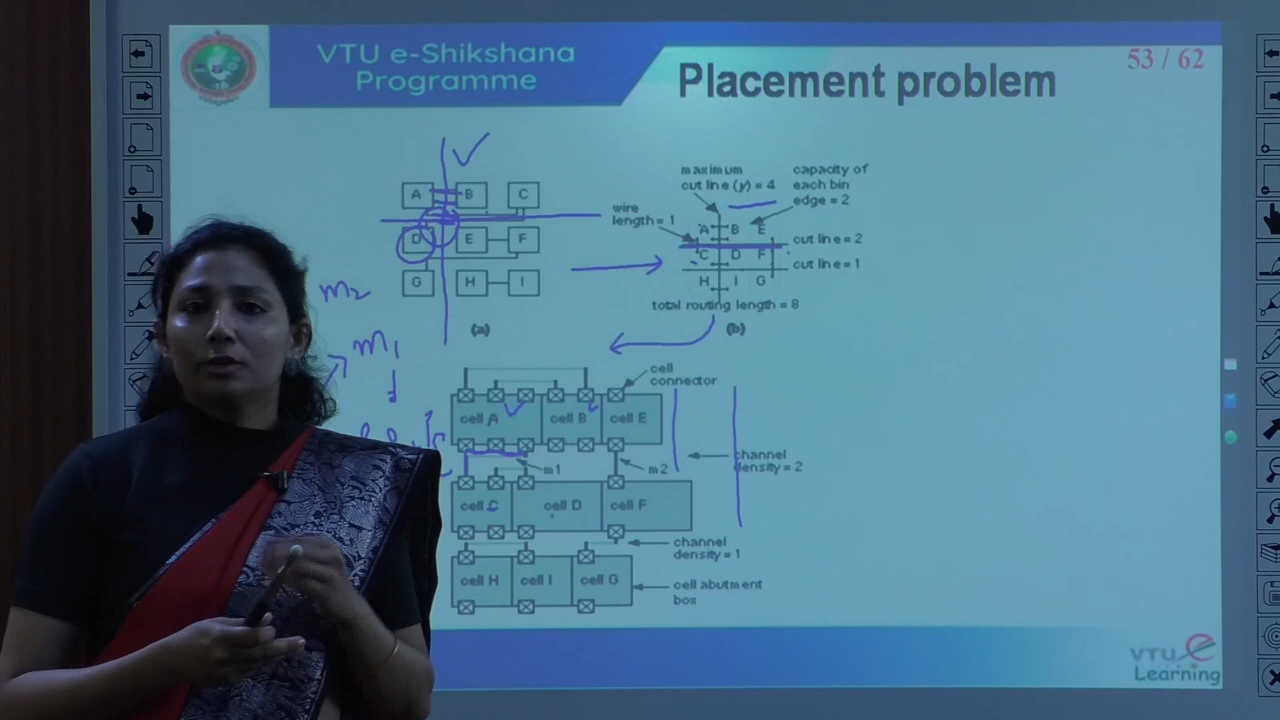 VTU e-Shikshana
Programme
Placement problem
53 / 62
A B C
D E F
G H I
(a)
maximum
cut line (y) = 4
capacity of
each bin
edge = 2
wire
length = 1
A B E
cut line = 2
C D F
cut line = 1
H I G
total routing length = 8
(b)
m2
m1
cell
connector
cell A cell B cell E
channel
density = 2
m1 m2
cell C cell D cell F
channel
density = 1
cell H cell I cell G
cell abutment
box
VTU e
Learning